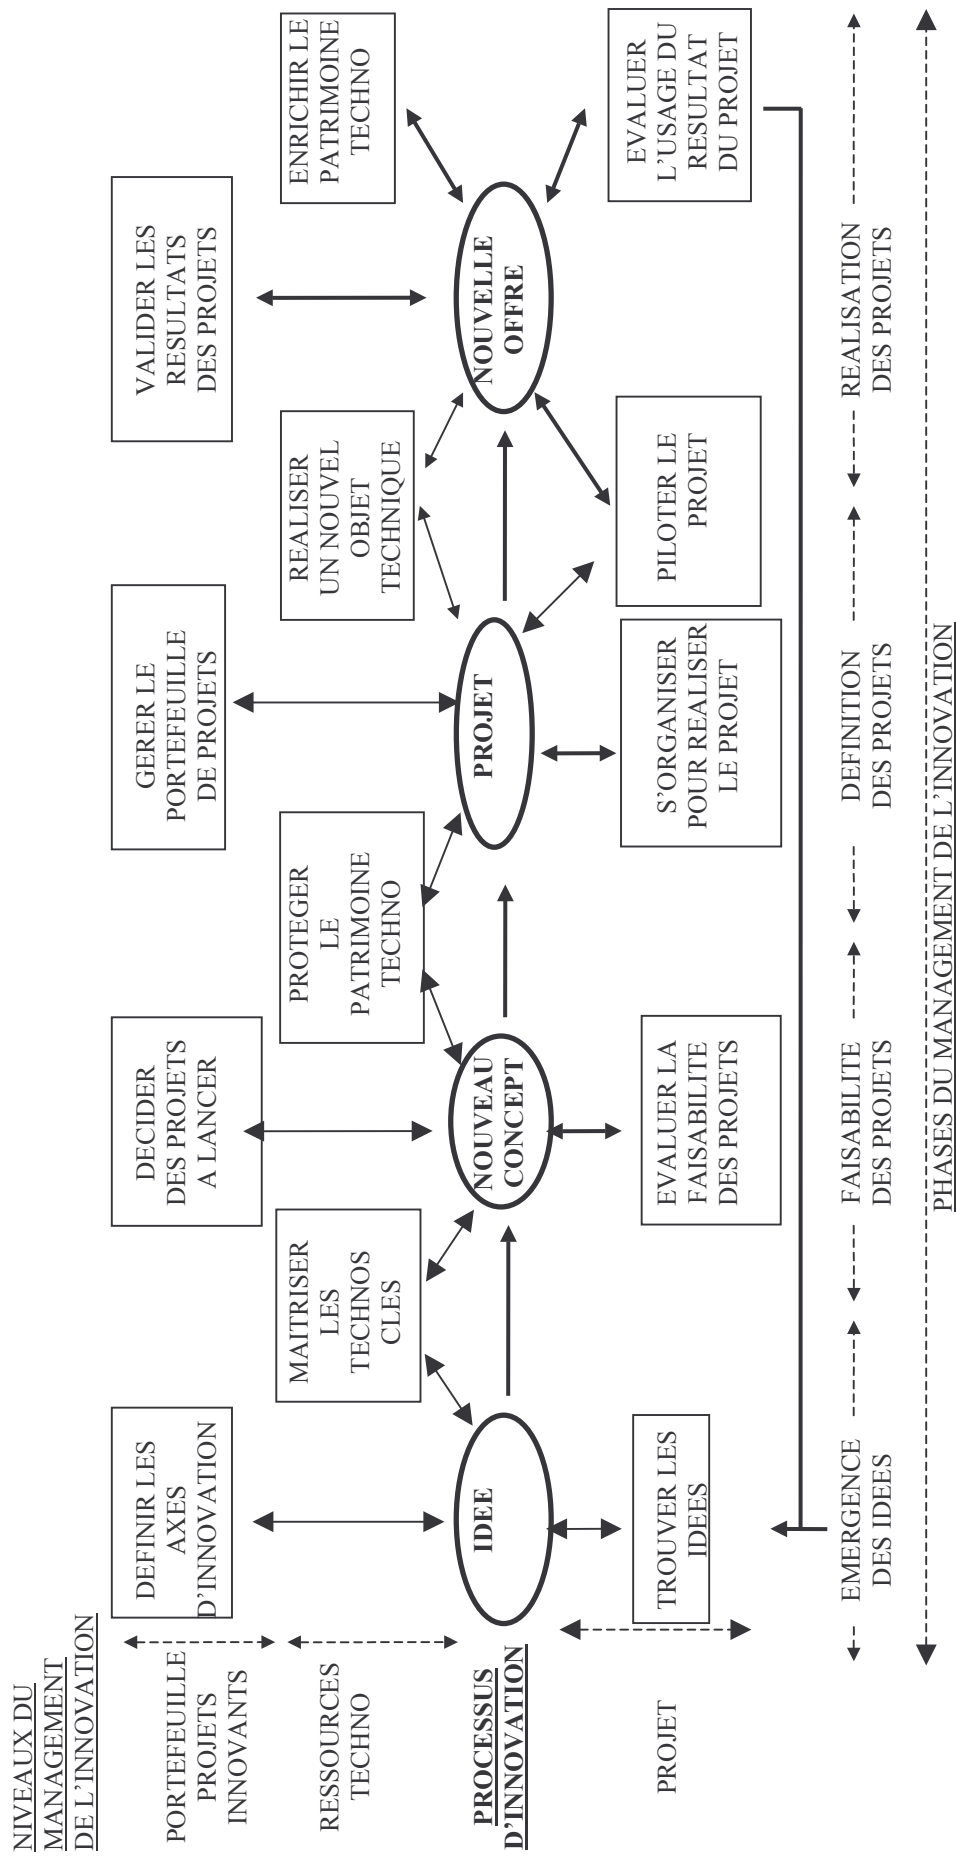 NIVEAUX DU
MANAGEMENT
DE L'INNOVATION
PORTEFEUILLE
PROJETS
INNOVANTS
DEFINIR LES
AXES
D'INNOVATION
DECIDER
DES PROJETS
A LANCER
GERER LE
PORTEFEUILLE
DE PROJETS
VALIDER LES
RESULTATS
DES PROJETS
RESSOURCES
TECHNO
MAITRISER
LES
TECHNOS
CLES
PROTEGER
LE
PATRIMOINE
TECHNO
REALISER
UN NOUVEL
OBJET
TECHNIQUE
ENRICHIR LE
PATRIMOINE
TECHNO
PROCESSUS
D'INNOVATION
IDEE
NOUVEAU
CONCEPT
PROJET
NOUVELLE
OFFRE
PROJET
TROUVER LES
IDEES
EVALUER LA
FAISABILITE
DES PROJETS
S'ORGANISER
POUR REALISER
LE PROJET
PILOTER LE
PROJET
EVALUER
L'USAGE DU
RESULTAT
DU PROJET
EMERGENCE
DES IDEES
FAISABILITE
DES PROJETS
DEFINITION
DES PROJETS
REALISATION
DES PROJETS
PHASES DU MANAGEMENT DE L'INNOVATION